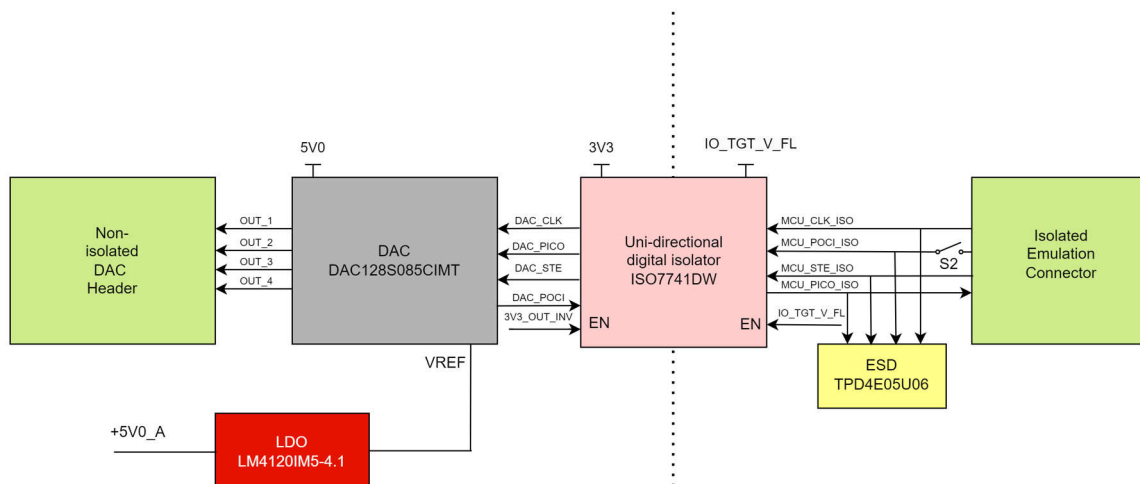 5V0
3V3
IO_TGT_V_FL
Non-
isolated
DAC
Header
OUT_1
OUT_2
OUT_3
OUT_4
DAC
DAC128S085CIMT
DAC_CLK
DAC_PICO
DAC_STE
DAC_POCI
3V3_OUT_INV
Uni-directional
digital isolator
ISO7741DW
EN
EN
MCU_CLK_ISO
MCU_POCI_ISO
S2
MCU_STE_ISO
MCU_PICO_ISO
IO_TGT_V_FL
Isolated
Emulation
Connector
ESD
TPD4E05U06
VREF
+5V0_A
LDO
LM4120IM5-4.1